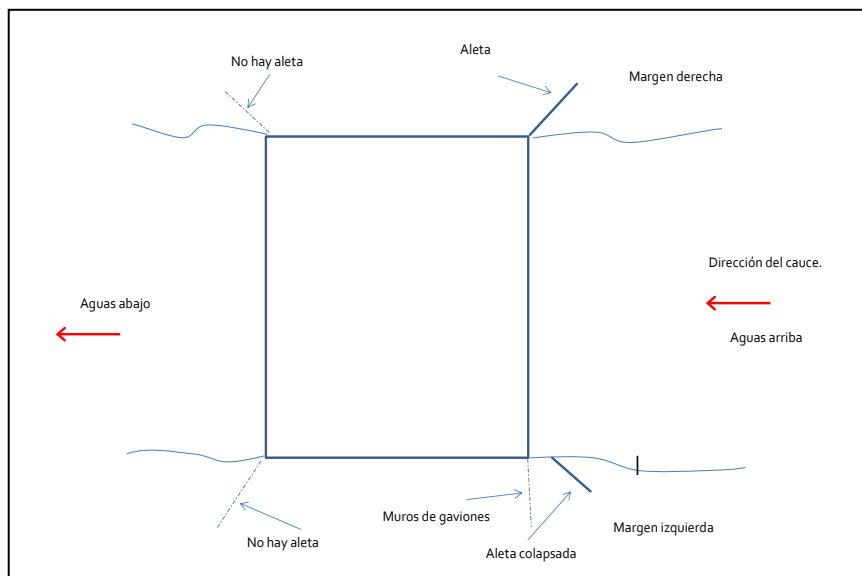 Aleta
No hay aleta
Margen derecha
Dirección del cauce.
Aguas abajo
Aguas arriba
Muros de gaviones
Margen izquierda
No hay aleta
Aleta colapsada